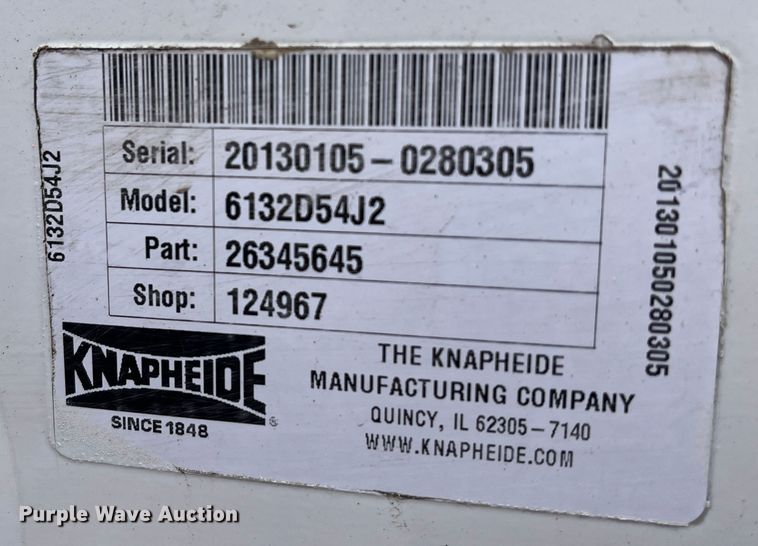 Serial: 20130105-0280305
Model: 6132D54J2
Part: 26345645
Shop: 124967
6132D54J2
201301050280305
KNAPHEIDE®
SINCE 1848
THE KNAPHEIDE
MANUFACTURING COMPANY
QUINCY, IL 62305-7140
WWW.KNAPHEIDE.COM
Purple Wave Auction